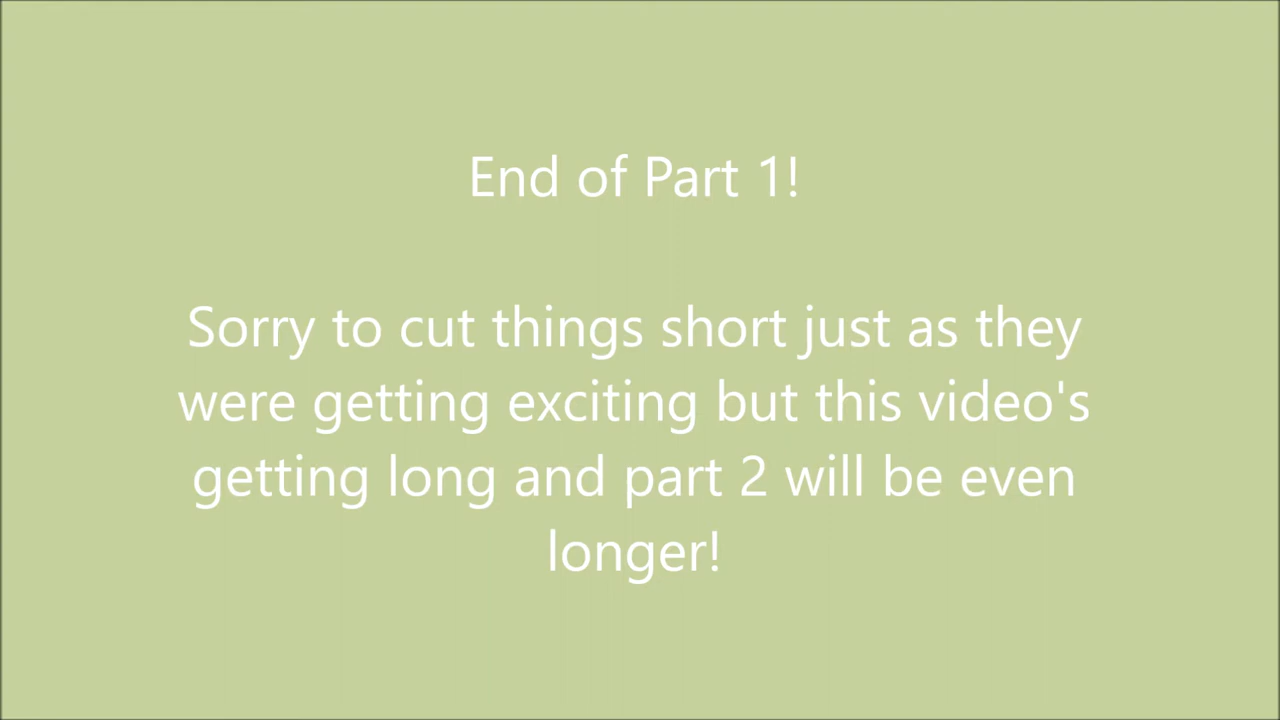 End of Part 1!
Sorry to cut things short just as they
were getting exciting but this video's
getting long and part 2 will be even
longer!